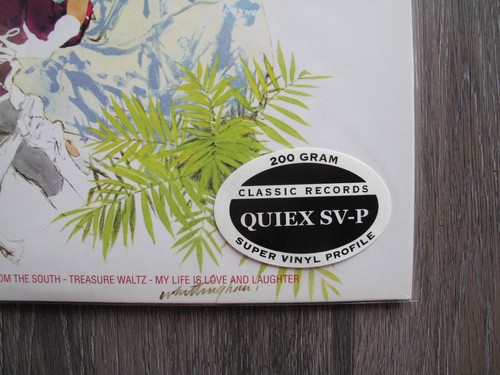 200 GRAM
CLASSIC RECORDS
QUIEX SV-P
SUPER VINYL PROFILE
OM THE SOUTH - TREASURE WALTZ - MY LIFE IS LOVE AND LAUGHTER
Whittingham